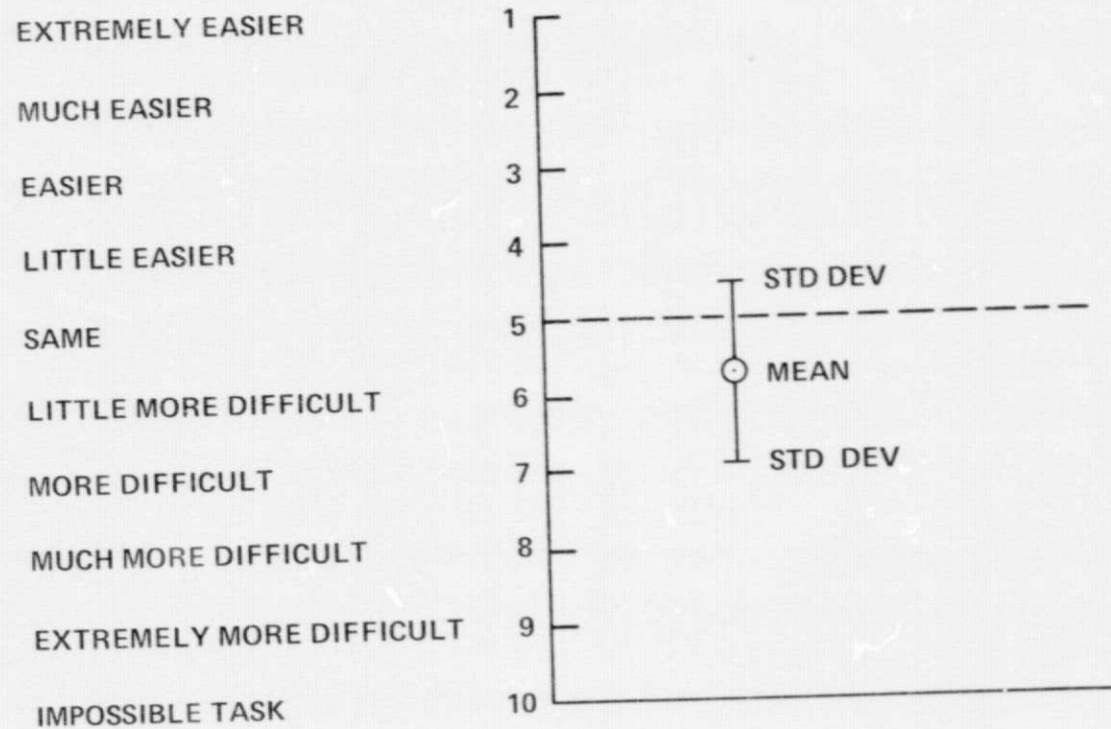 EXTREMELY EASIER 1
MUCH EASIER 2
EASIER 3
LITTLE EASIER 4
STD DEV
SAME 5
MEAN
LITTLE MORE DIFFICULT 6
STD DEV
MORE DIFFICULT 7
MUCH MORE DIFFICULT 8
EXTREMELY MORE DIFFICULT 9
IMPOSSIBLE TASK 10